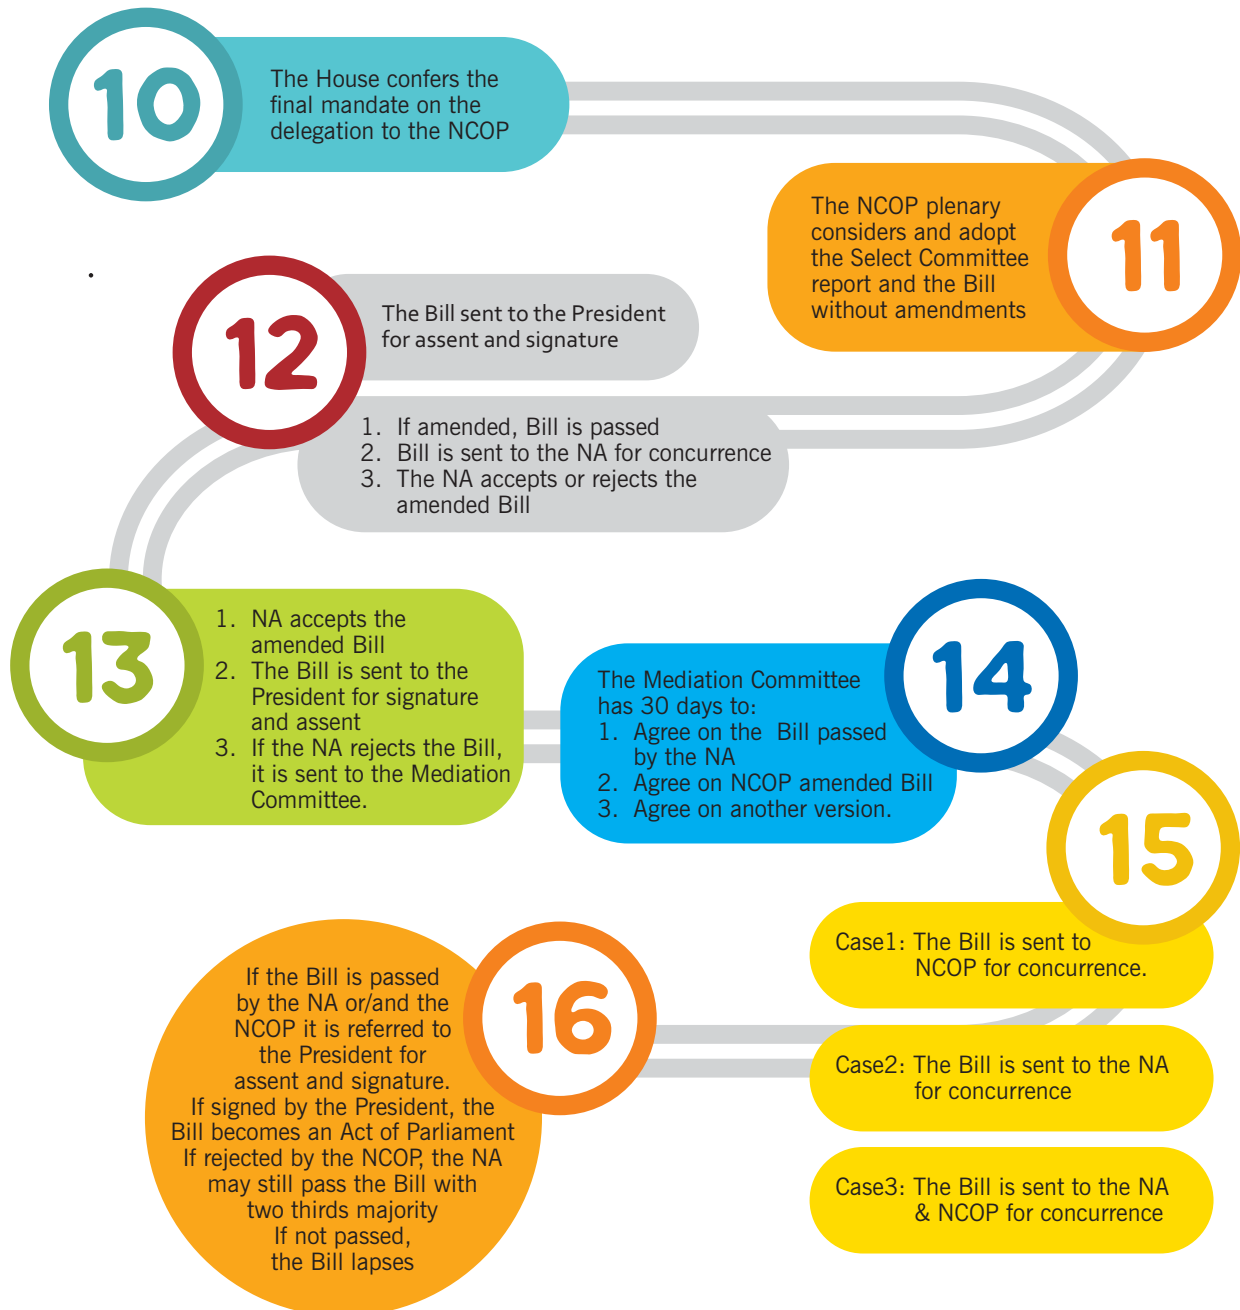 10
The House confers the
final mandate on the
delegation to the NCOP
11
The NCOP plenary
considers and adopt
the Select Committee
report and the Bill
without amendments
12
The Bill sent to the President
for assent and signature
1. If amended, Bill is passed
2. Bill is sent to the NA for concurrence
3. The NA accepts or rejects the
amended Bill
13
1. NA accepts the
amended Bill
2. The Bill is sent to the
President for signature
and assent
3. If the NA rejects the Bill,
it is sent to the Mediation
Committee.
14
The Mediation Committee
has 30 days to:
1. Agree on the Bill passed
by the NA
2. Agree on NCOP amended Bill
3. Agree on another version.
15
Case1: The Bill is sent to
NCOP for concurrence.
Case2: The Bill is sent to the NA
for concurrence
Case3: The Bill is sent to the NA
& NCOP for concurrence
16
If the Bill is passed
by the NA or/and the
NCOP it is referred to
the President for
assent and signature.
If signed by the President, the
Bill becomes an Act of Parliament
If rejected by the NCOP, the NA
may still pass the Bill with
two thirds majority
If not passed,
the Bill lapses